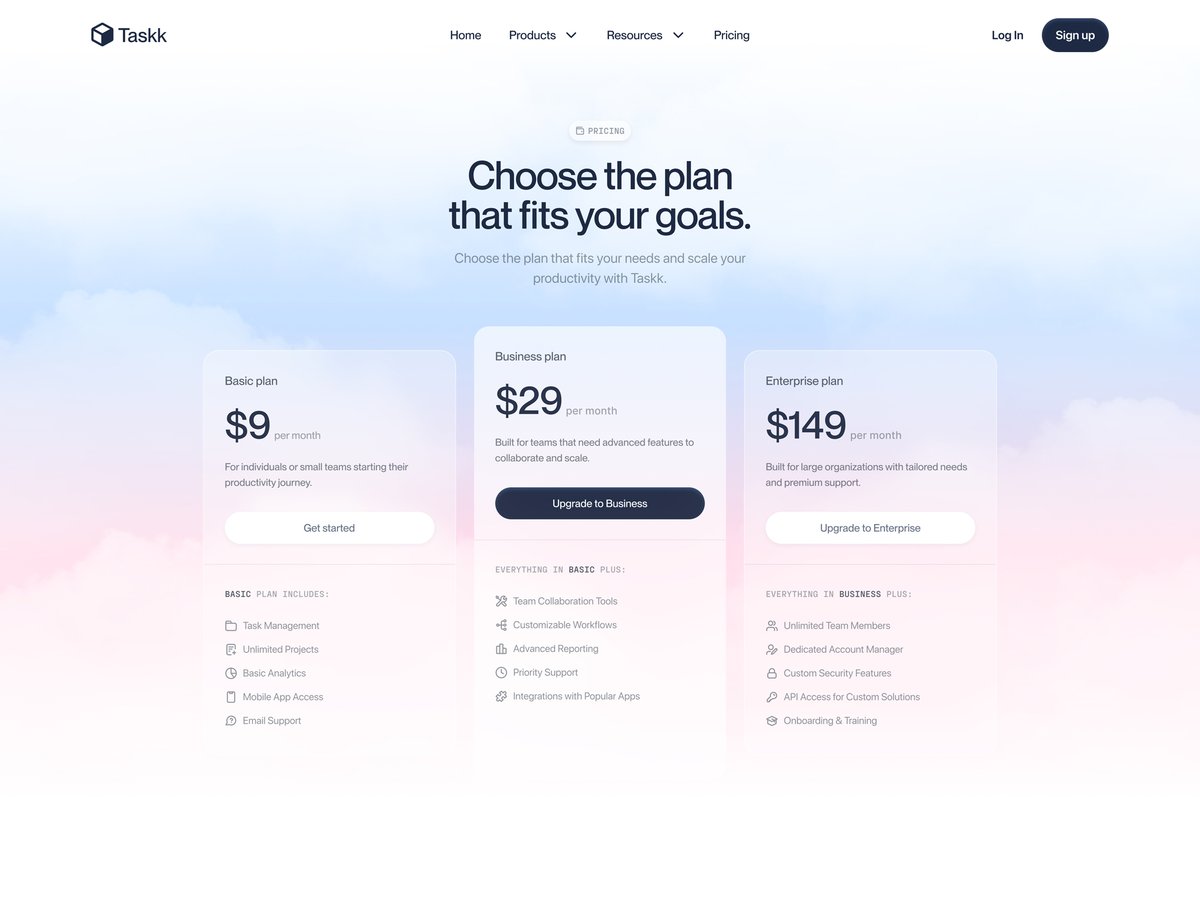 Taskk
Home
Products
Resources
Pricing
Log In
Sign up
PRICING
Choose the plan
that fits your goals.
Choose the plan that fits your needs and scale your
productivity with Taskk.
Basic plan
$9 per month
For individuals or small teams starting their
productivity journey.
Get started
BASIC PLAN INCLUDES:
Task Management
Unlimited Projects
Basic Analytics
Mobile App Access
Email Support
Business plan
$29 per month
Built for teams that need advanced features to
collaborate and scale.
Upgrade to Business
EVERYTHING IN BASIC PLUS:
Team Collaboration Tools
Customizable Workflows
Advanced Reporting
Priority Support
Integrations with Popular Apps
Enterprise plan
$149 per month
Built for large organizations with tailored needs
and premium support.
Upgrade to Enterprise
EVERYTHING IN BUSINESS PLUS:
Unlimited Team Members
Dedicated Account Manager
Custom Security Features
API Access for Custom Solutions
Onboarding & Training